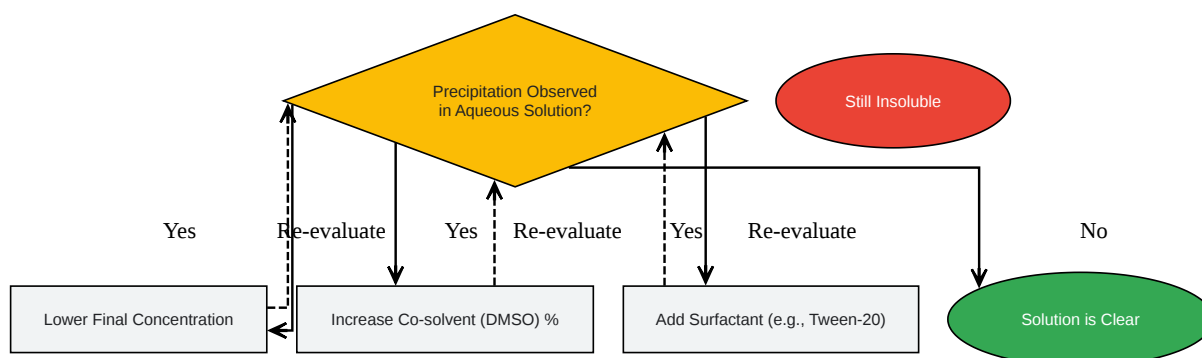 Precipitation Observed
in Aqueous Solution?
Still Insoluble
Yes
Re-evaluate
Yes
Re-evaluate
Yes
Re-evaluate
No
Lower Final Concentration
Increase Co-solvent (DMSO) %
Add Surfactant (e.g., Tween-20)
Solution is Clear